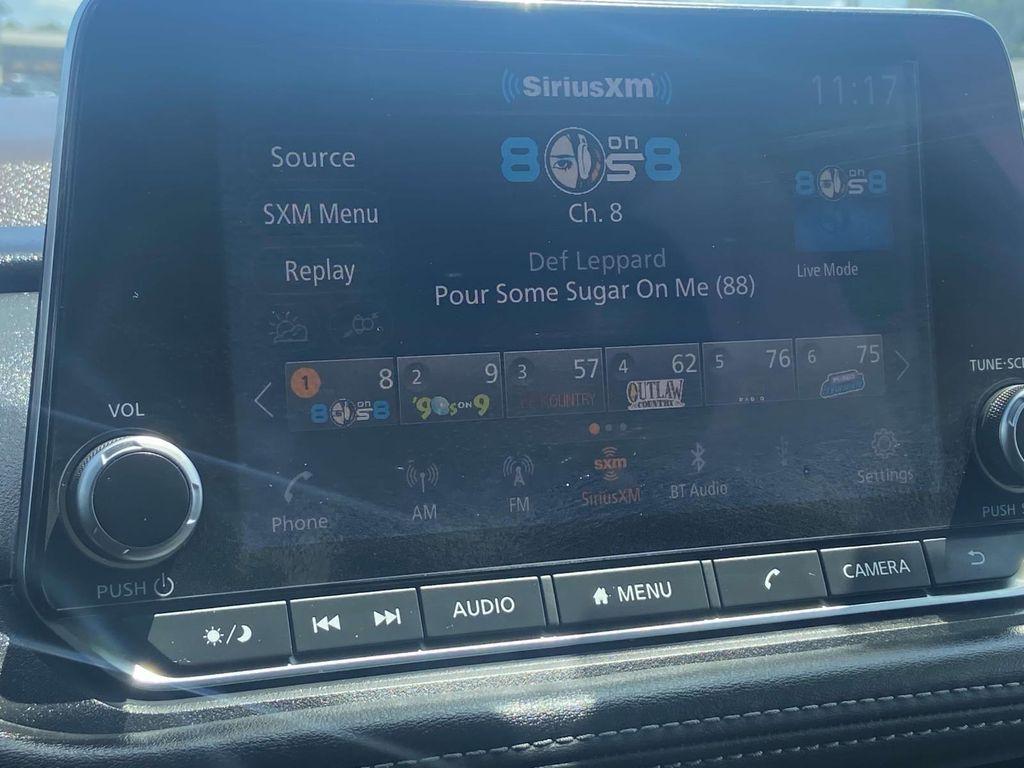 SiriusXM
11:17
Source
8 on 8
80s on 8
SXM Menu
Ch. 8
Replay
Def Leppard
Live Mode
Pour Some Sugar On Me (88)
1 8 2 9 3 57 4 62 5 76 6 75
'90s ON 9
OUTLAW
COUNTRY
TUNE·SC
VOL
sxm
Phone AM FM SiriusXM BT Audio Settings
PUSH
PUSH
AUDIO MENU CAMERA